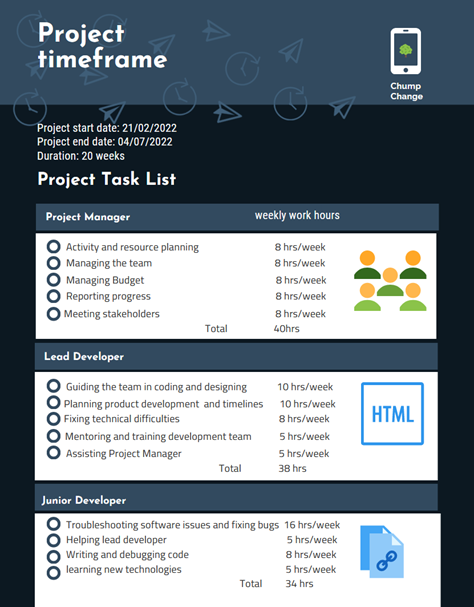 Project
timeframe
Chump
Change
Project start date: 21/02/2022
Project end date: 04/07/2022
Duration: 20 weeks
Project Task List
Project Manager weekly work hours
Activity and resource planning 8 hrs/week
Managing the team 8 hrs/week
Managing Budget 8 hrs/week
Reporting progress 8 hrs/week
Meeting stakeholders 8 hrs/week
Total 40hrs
Lead Developer
Guiding the team in coding and designing 10 hrs/week
Planning product development and timelines 10 hrs/week
Fixing technical difficulties 8 hrs/week
Mentoring and training development team 5 hrs/week
Assisting Project Manager 5 hrs/week
Total 38 hrs
HTML
Junior Developer
Troubleshooting software issues and fixing bugs 16 hrs/week
Helping lead developer 5 hrs/week
Writing and debugging code 8 hrs/week
learning new technologies 5 hrs/week
Total 34 hrs